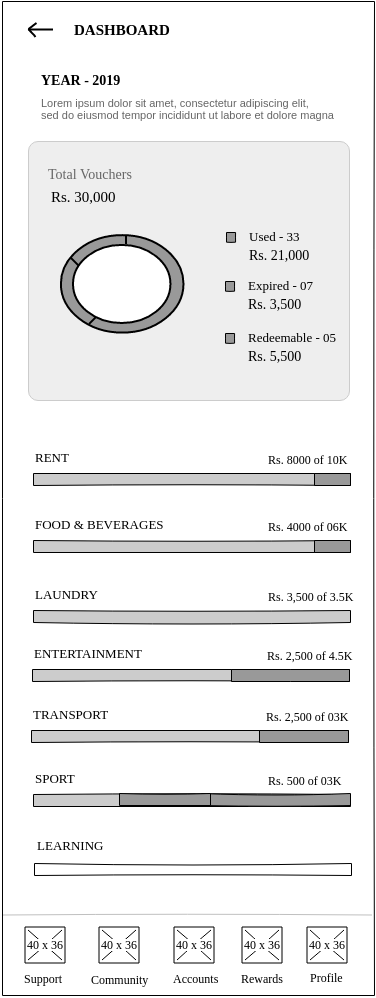 DASHBOARD
YEAR - 2019
Lorem ipsum dolor sit amet, consectetur adipiscing elit,
sed do eiusmod tempor incididunt ut labore et dolore magna
Total Vouchers
Rs. 30,000
Used - 33
Rs. 21,000
Expired - 07
Rs. 3,500
Redeemable - 05
Rs. 5,500
RENT Rs. 8000 of 10K
FOOD & BEVERAGES Rs. 4000 of 06K
LAUNDRY Rs. 3,500 of 3.5K
ENTERTAINMENT Rs. 2,500 of 4.5K
TRANSPORT Rs. 2,500 of 03K
SPORT Rs. 500 of 03K
LEARNING
40 x 36 40 x 36 40 x 36 40 x 36 40 x 36
Support Community Accounts Rewards Profile